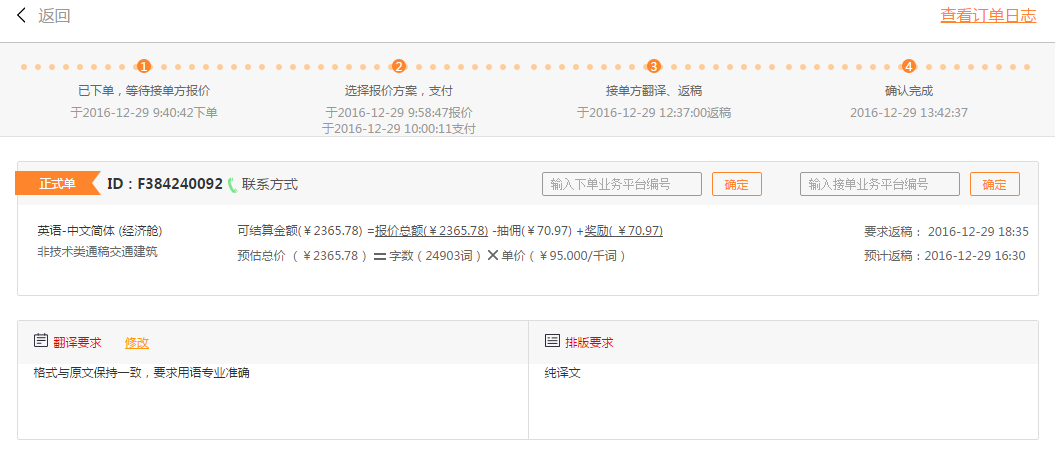 返回
查看订单日志
1
2
3
4
已下单，等待接单方报价
选择报价方案，支付
接单方翻译、返稿
确认完成
于2016-12-29 9:40:42下单
于2016-12-29 9:58:47报价
于2016-12-29 12:37:00返稿
2016-12-29 13:42:37
于2016-12-29 10:00:11支付
正式单
ID：F384240092
联系方式
输入下单业务平台编号
确定
输入接单业务平台编号
确定
英语-中文简体 (经济舱)
可结算金额(￥2365.78) =报价总额(￥2365.78) -抽佣(￥70.97) +奖励( ￥70.97)
要求返稿： 2016-12-29 18:35
非技术类通稿交通建筑
预估总价 （￥2365.78 ） = 字数（24903词 ） × 单价（￥95.000/千词 ）
预计返稿：2016-12-29 16:30
翻译要求
修改
排版要求
格式与原文保持一致，要求用语专业准确
纯译文